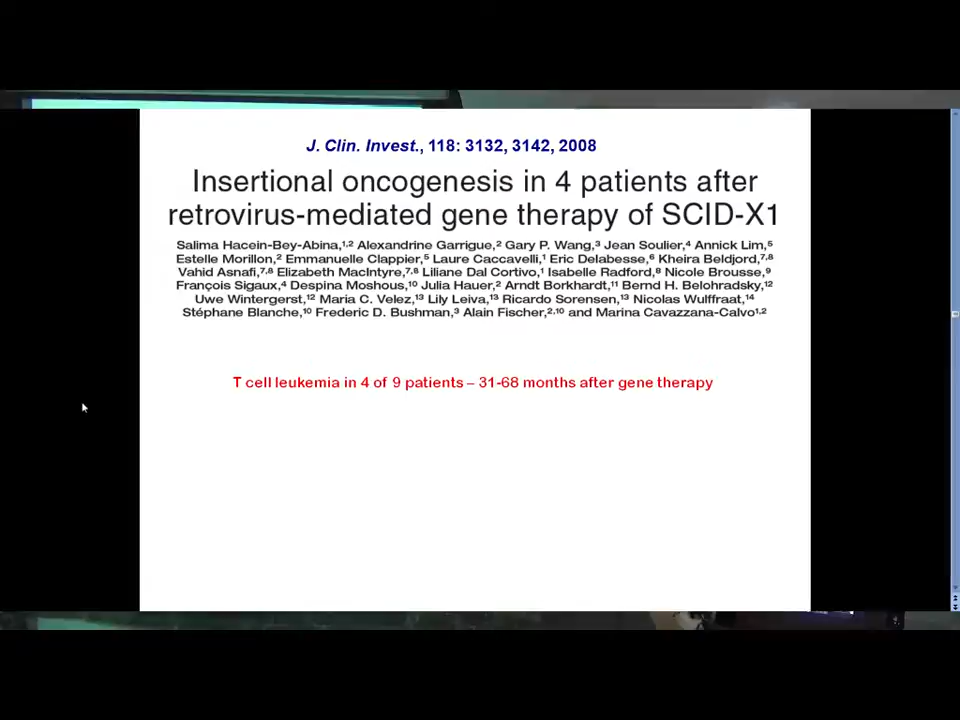 J. Clin. Invest., 118: 3132, 3142, 2008
Insertional oncogenesis in 4 patients after
retrovirus-mediated gene therapy of SCID-X1
Salima Hacein-Bey-Abina,1,2 Alexandrine Garrigue,2 Gary P. Wang,3 Jean Soulier,4 Annick Lim,5
Estelle Morillon,2 Emmanuelle Clappier,5 Laure Caccavelli,1 Eric Delabesse,6 Kheira Beldjord,7,8
Vahid Asnafi,7,8 Elizabeth MacIntyre,7,8 Liliane Dal Cortivo,1 Isabelle Radford,8 Nicole Brousse,9
François Sigaux,4 Despina Moshous,10 Julia Hauer,2 Arndt Borkhardt,11 Bernd H. Belohradsky,12
Uwe Wintergerst,12 Maria C. Velez,13 Lily Leiva,13 Ricardo Sorensen,13 Nicolas Wulffraat,14
Stéphane Blanche,10 Frederic D. Bushman,3 Alain Fischer,2,10 and Marina Cavazzana-Calvo1,2
T cell leukemia in 4 of 9 patients – 31-68 months after gene therapy